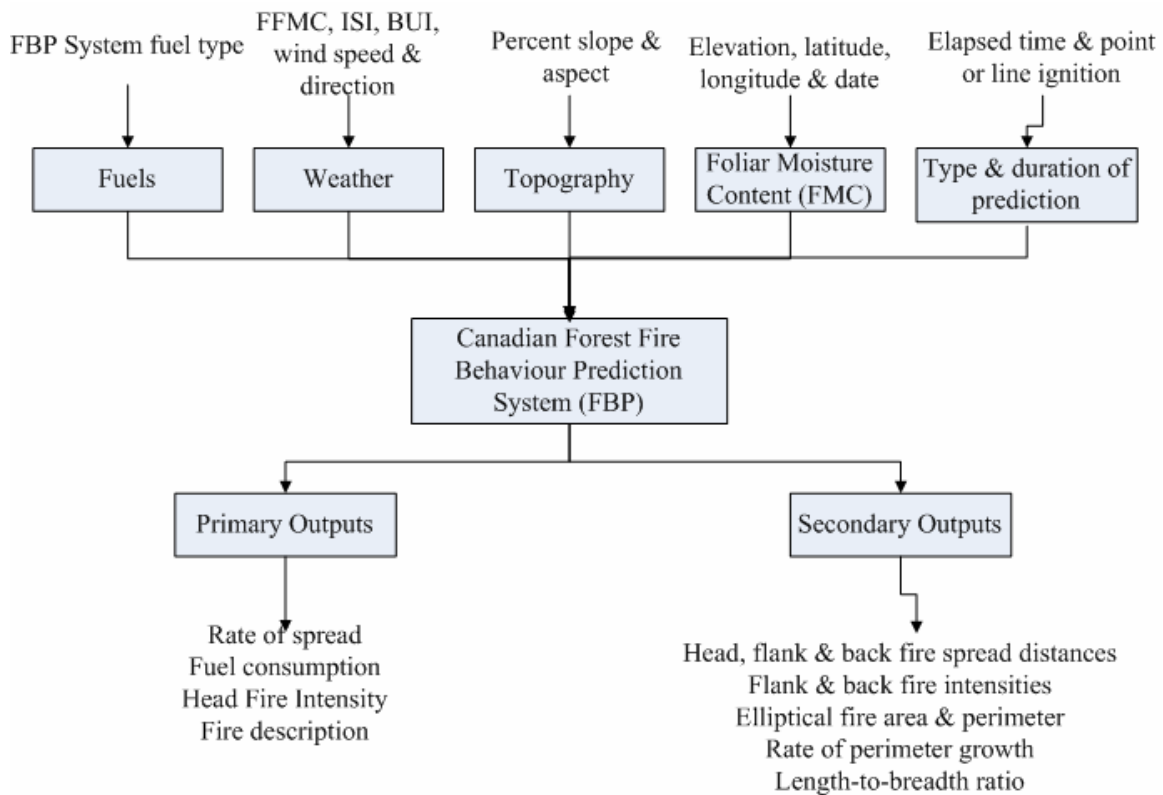 FBP System fuel type
FFMC, ISI, BUI,
wind speed &
direction
Percent slope &
aspect
Elevation, latitude,
longitude & date
Elapsed time & point
or line ignition
Fuels
Weather
Topography
Foliar Moisture
Content (FMC)
Type & duration of
prediction
Canadian Forest Fire
Behaviour Prediction
System (FBP)
Primary Outputs
Secondary Outputs
Rate of spread
Fuel consumption
Head Fire Intensity
Fire description
Head, flank & back fire spread distances
Flank & back fire intensities
Elliptical fire area & perimeter
Rate of perimeter growth
Length-to-breadth ratio